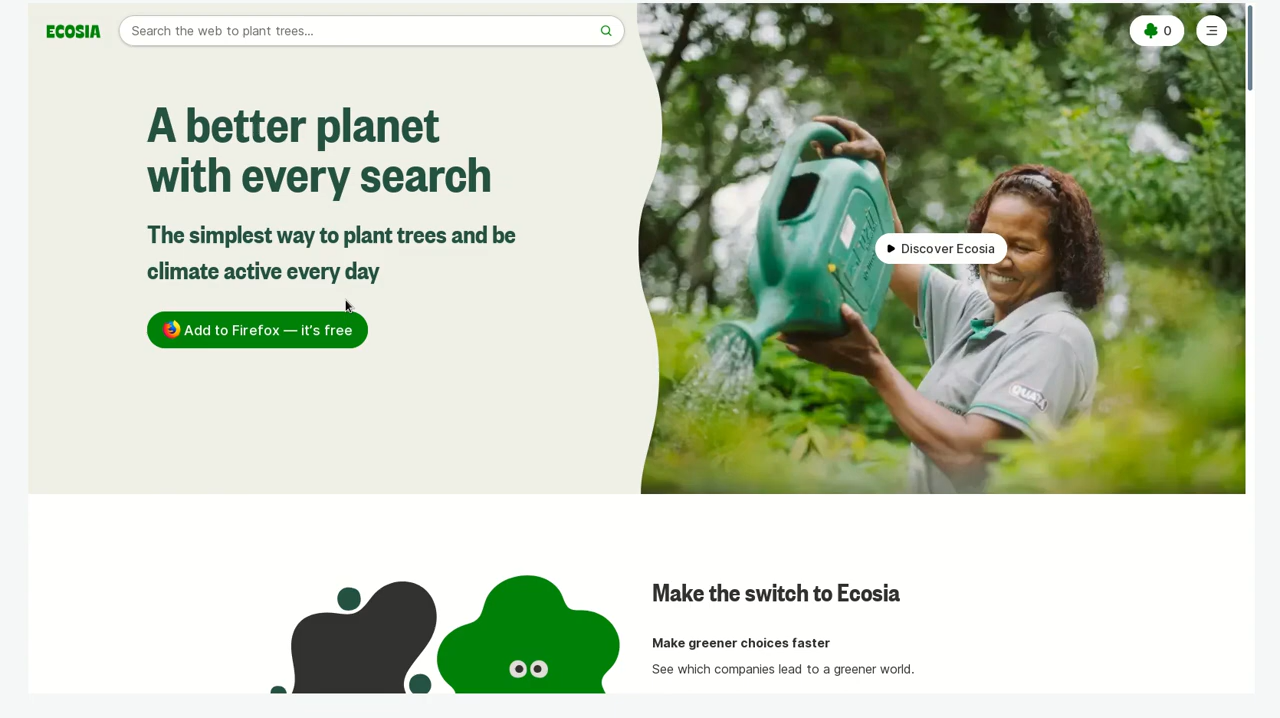 ECOSIA
Search the web to plant trees...
0
A better planet
with every search
The simplest way to plant trees and be
climate active every day
Add to Firefox — it’s free
Discover Ecosia
Make the switch to Ecosia
Make greener choices faster
See which companies lead to a greener world.